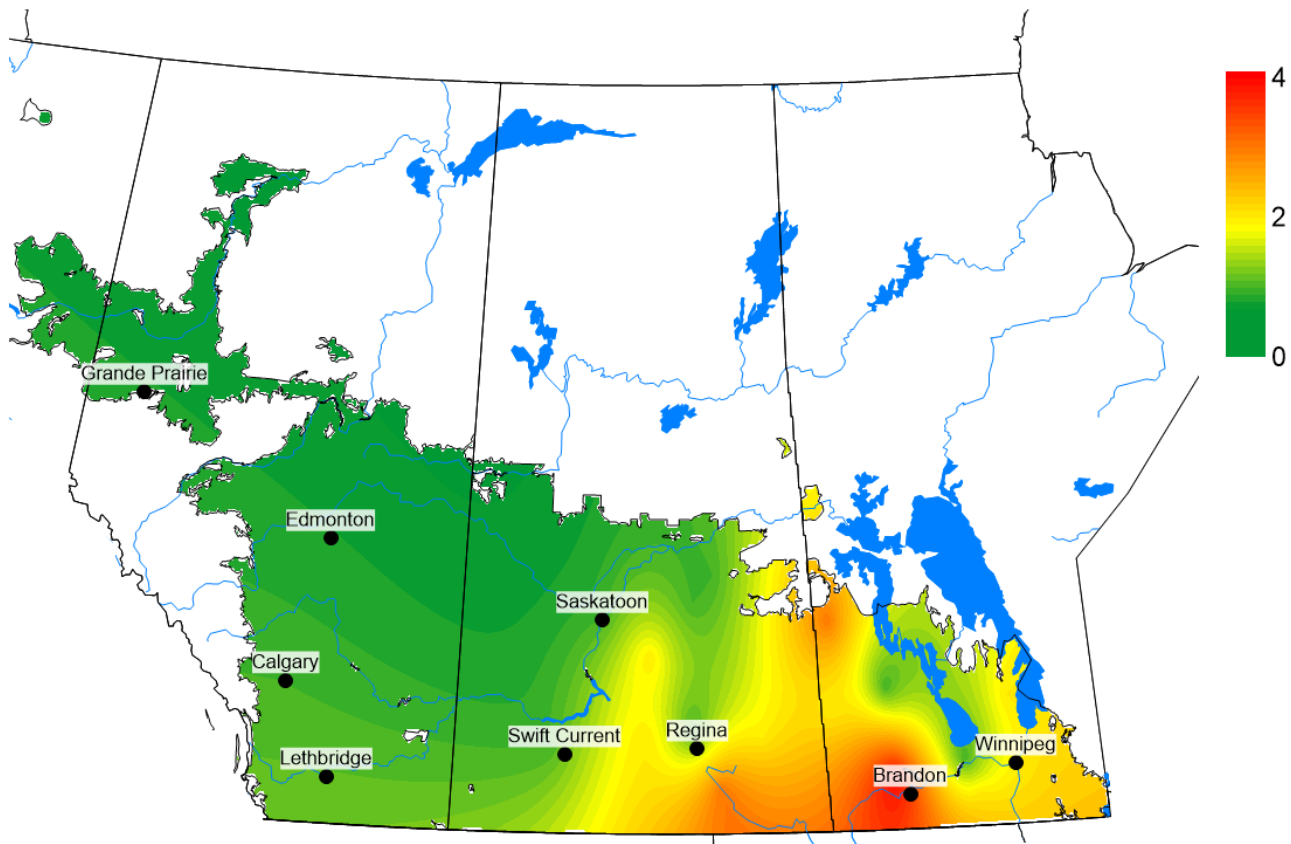 4
2
0
Grande Prairie
Edmonton
Saskatoon
Calgary
Regina
Swift Current
Winnipeg
Lethbridge
Brandon